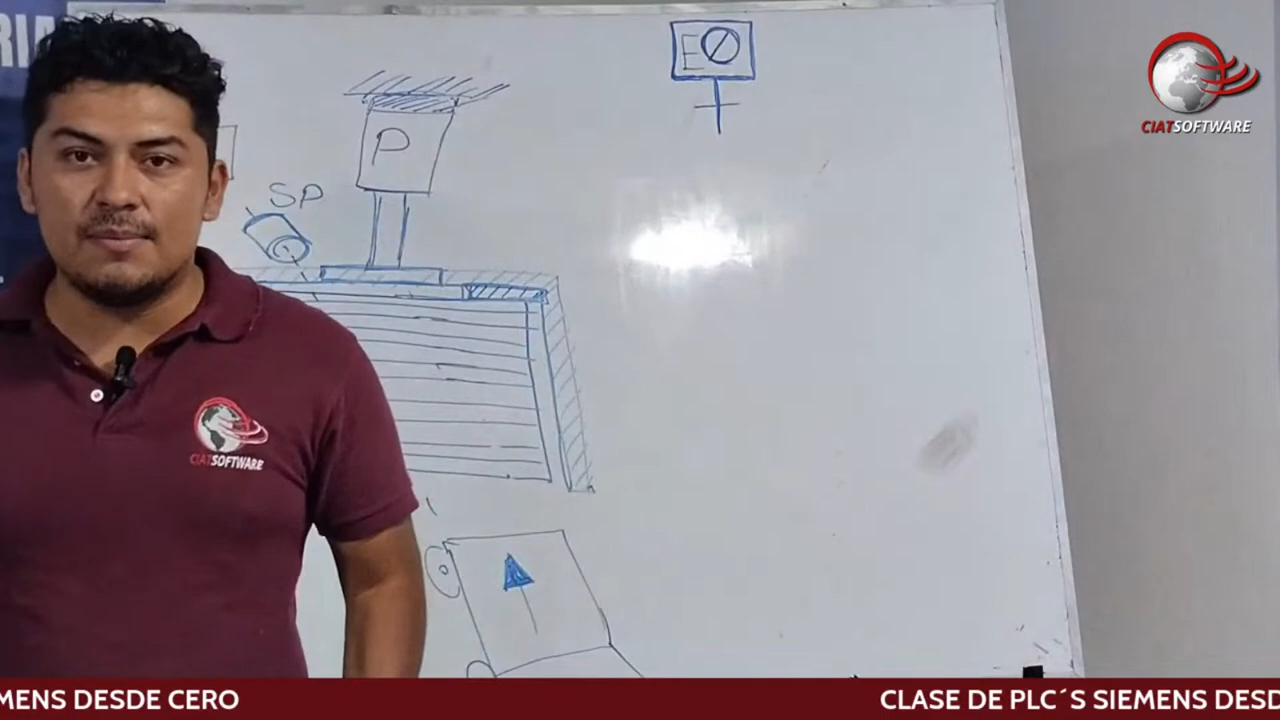 RIA
E
P
SP
CIATSOFTWARE
CIATSOFTWARE
MENS DESDE CERO
CLASE DE PLC´S SIEMENS DESD